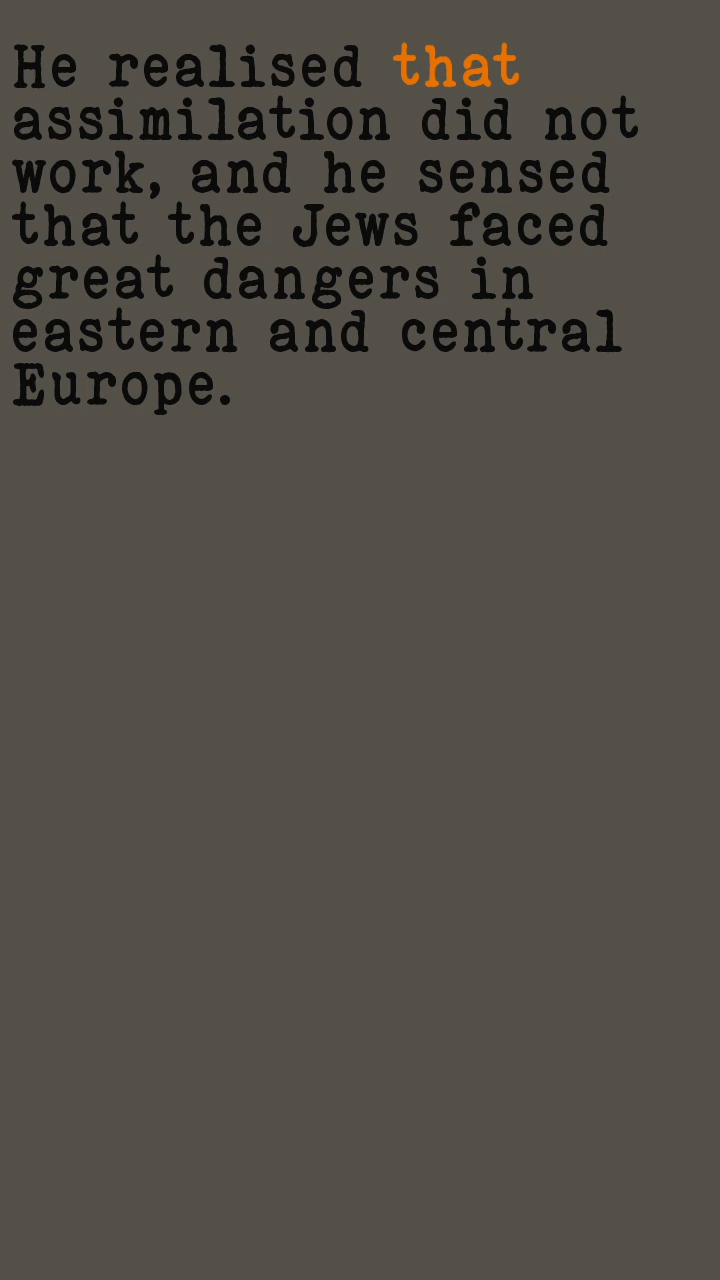 He realised that
assimilation did not
work, and he sensed
that the Jews faced
great dangers in
eastern and central
Europe.